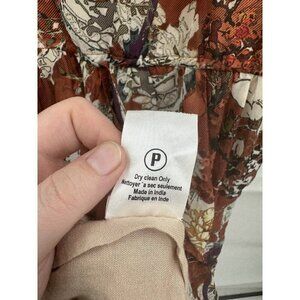 P
Dry clean Only
Nettoyer a sec seulement
Made in India
Fabrique en Inde